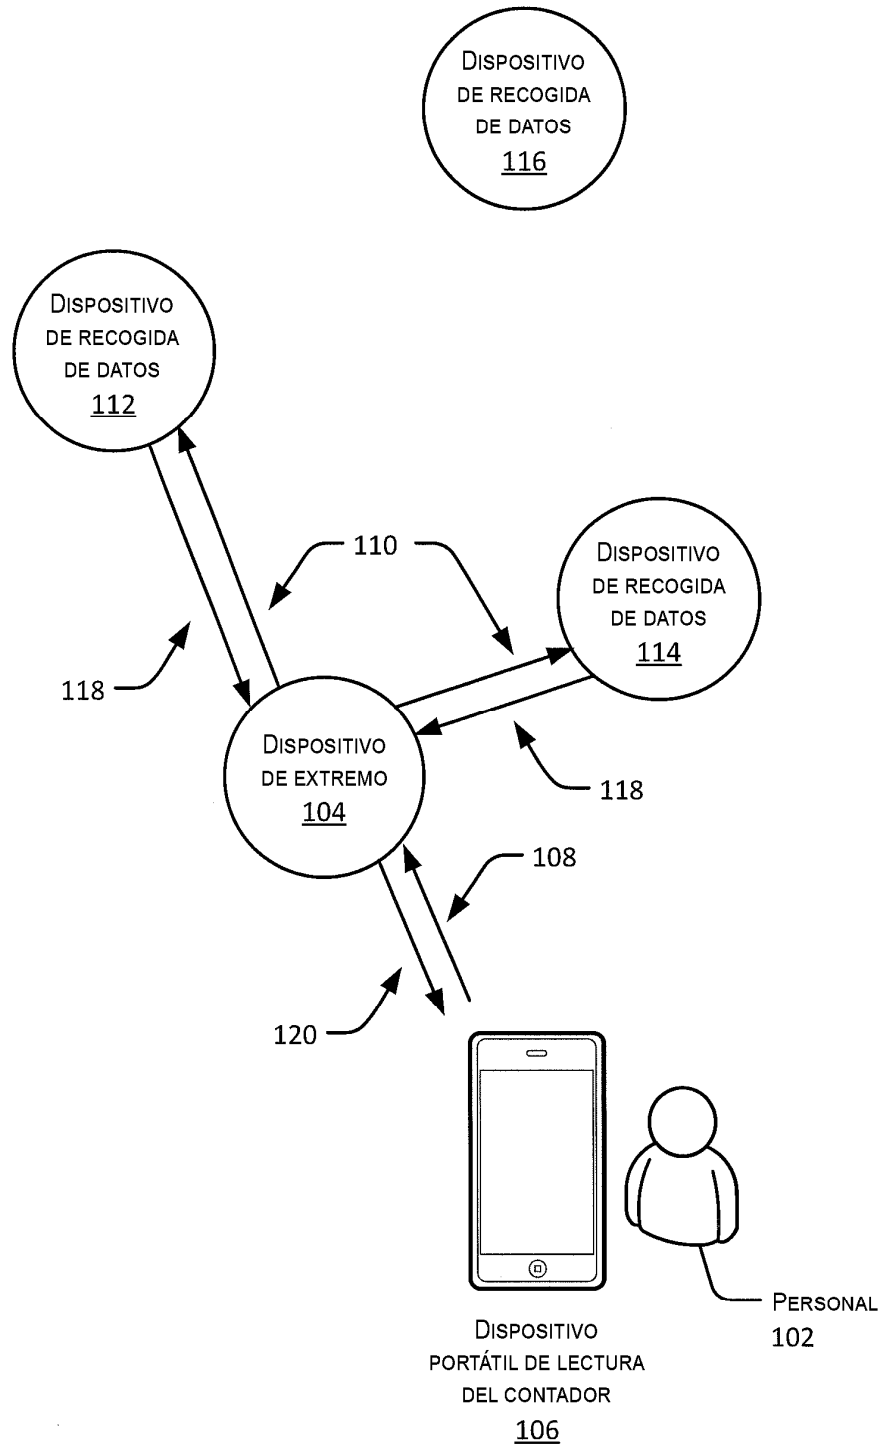 DISPOSITIVO
DE RECOGIDA
DE DATOS
116
DISPOSITIVO
DE RECOGIDA
DE DATOS
112
110
DISPOSITIVO
DE RECOGIDA
DE DATOS
114
118
DISPOSITIVO
DE EXTREMO
104
118
108
120
PERSONAL
102
DISPOSITIVO
PORTÁTIL DE LECTURA
DEL CONTADOR
106